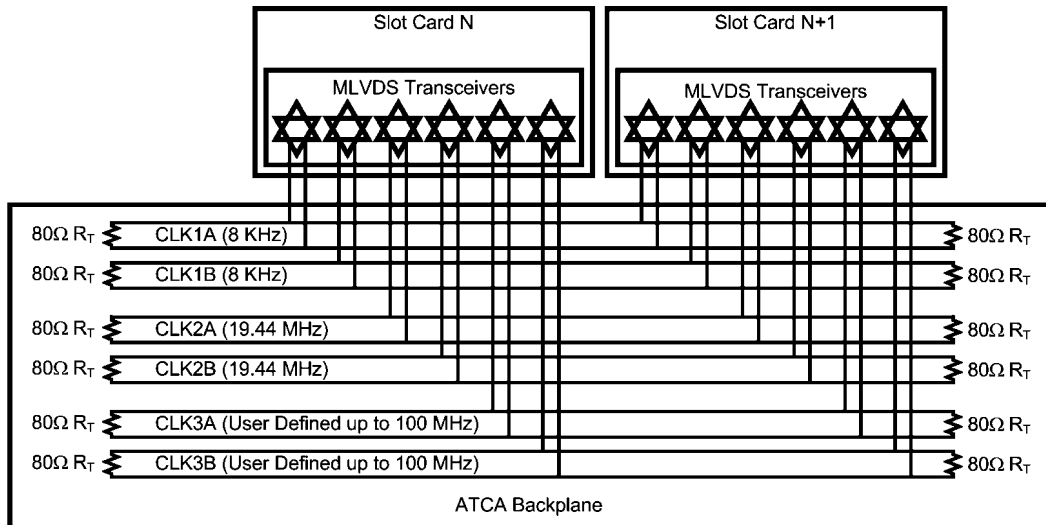 Slot Card N
Slot Card N+1
MLVDS Transceivers
MLVDS Transceivers
80Ω RT
CLK1A (8 KHz)
80Ω RT
80Ω RT
CLK1B (8 KHz)
80Ω RT
80Ω RT
CLK2A (19.44 MHz)
80Ω RT
80Ω RT
CLK2B (19.44 MHz)
80Ω RT
80Ω RT
CLK3A (User Defined up to 100 MHz)
80Ω RT
80Ω RT
CLK3B (User Defined up to 100 MHz)
80Ω RT
ATCA Backplane